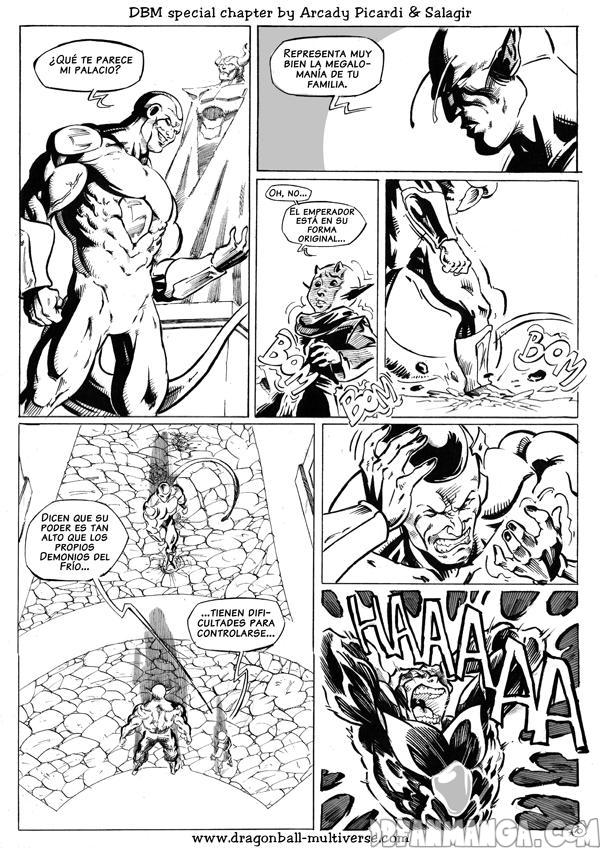 DBM special chapter by Arcady Picardi & Salagir
¿QUÉ TE PARECE
MI PALACIO?
REPRESENTA MUY
BIEN LA MEGALO-
MANÍA DE TU
FAMILIA.
OH, NO...
EL EMPERADOR
ESTÁ EN SU
FORMA
ORIGINAL...
BOM
BOM
BOM
DICEN QUE SU
PODER ES TAN
ALTO QUE LOS
PROPIOS
DEMONIOS DEL
FRÍO...
...TIENEN DIFI-
CULTADES PARA
CONTROLARSE...
HAAAAAA
www.dragonball-multiverse.com